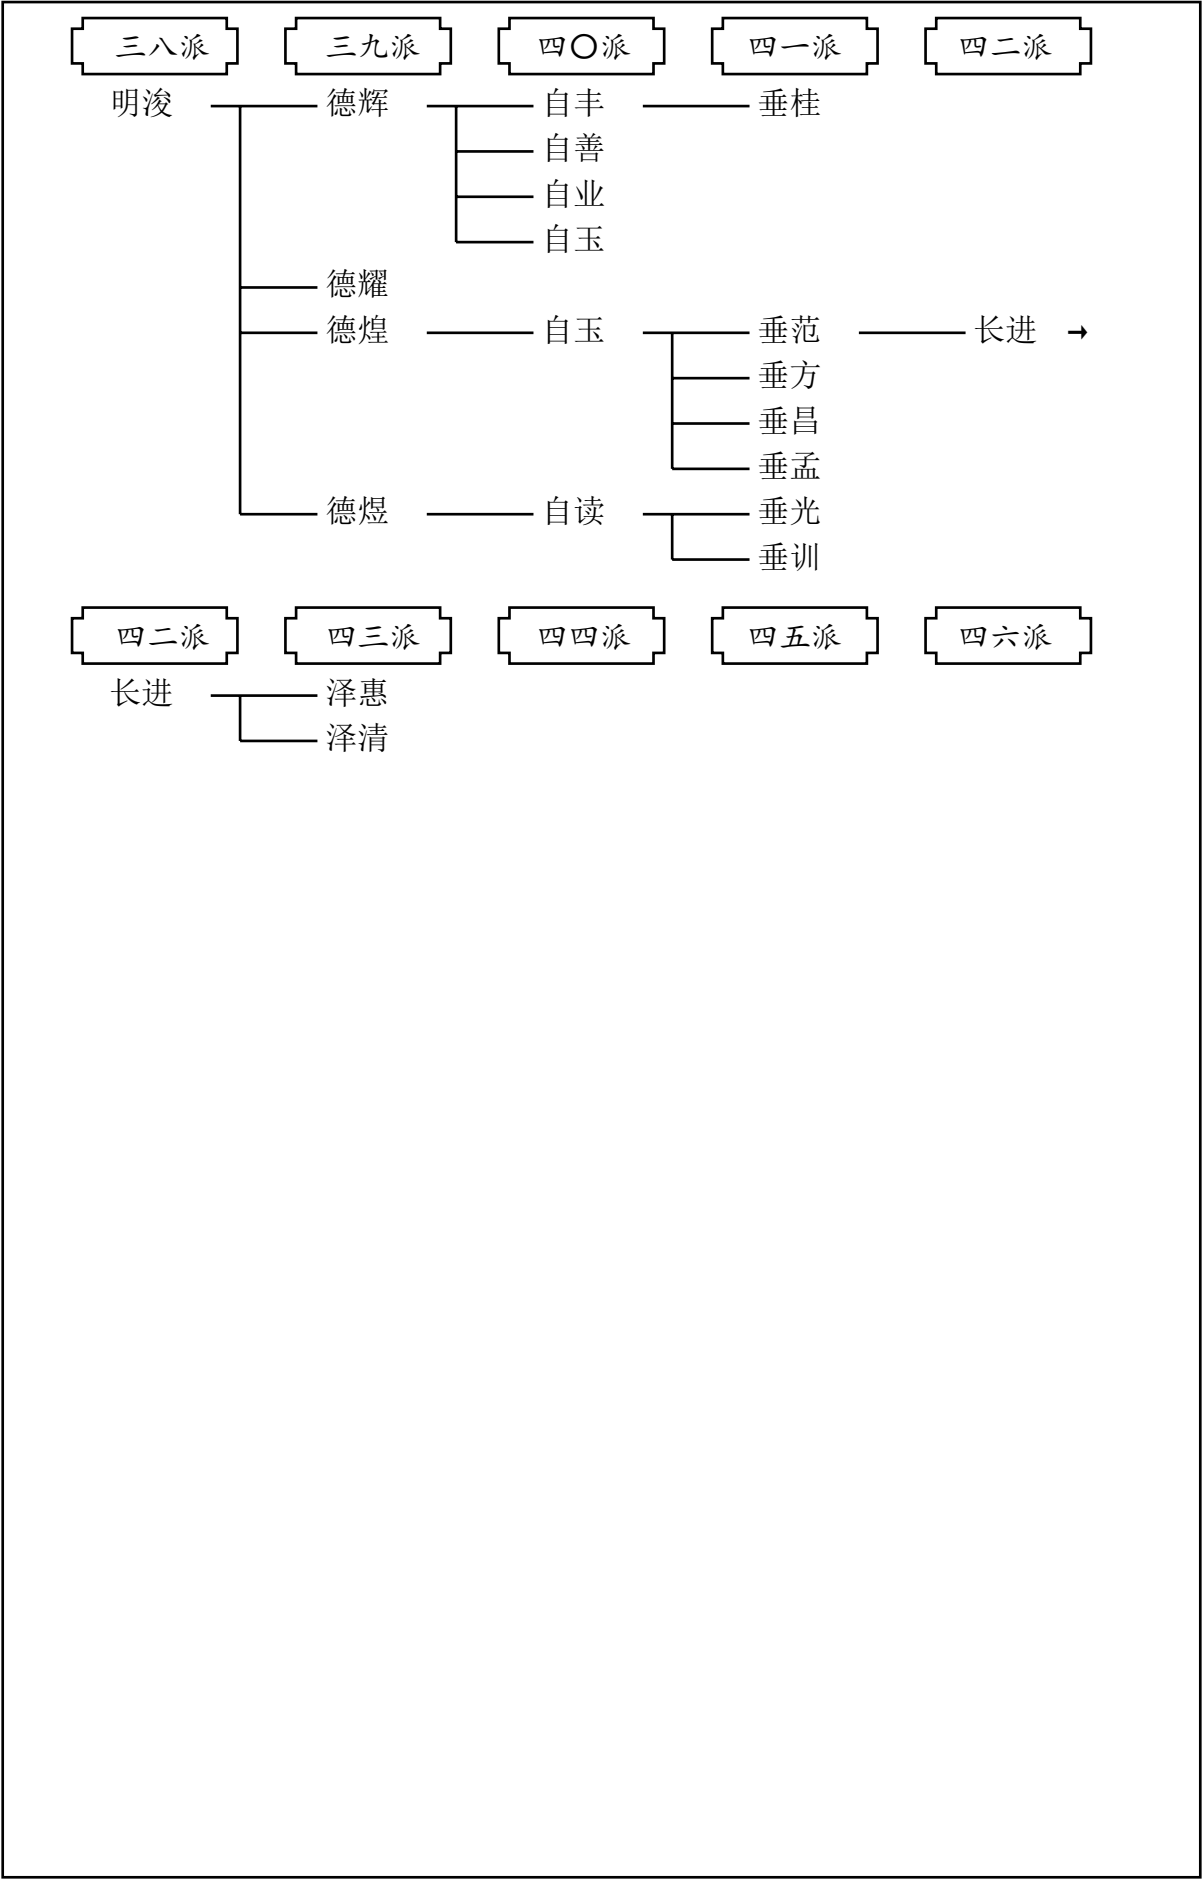 三八派 三九派 四〇派 四一派 四二派
明浚 德辉 自丰 垂桂
自善
自业
自玉
德耀
德煌 自玉 垂范 长进 →
垂方
垂昌
垂孟
德煜 自读 垂光
垂训
四二派 四三派 四四派 四五派 四六派
长进 泽惠
泽清